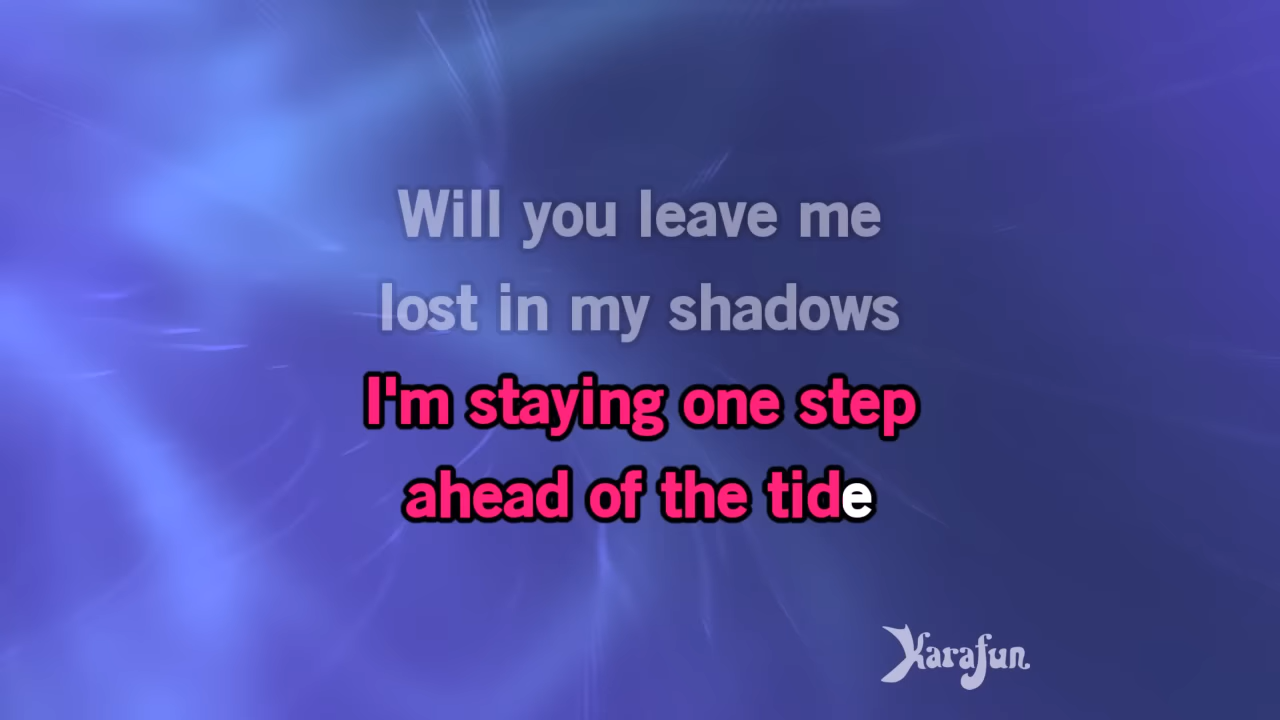 Will you leave me
lost in my shadows
I'm staying one step
ahead of the tide
Karafun